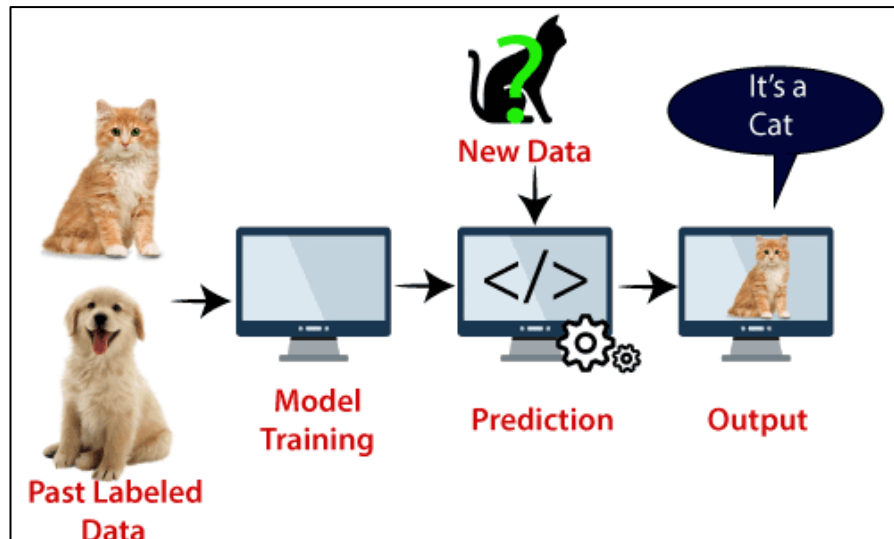 ?
New Data
It's a
Cat
</>
Model
Training
Prediction
Output
Past Labeled
Data